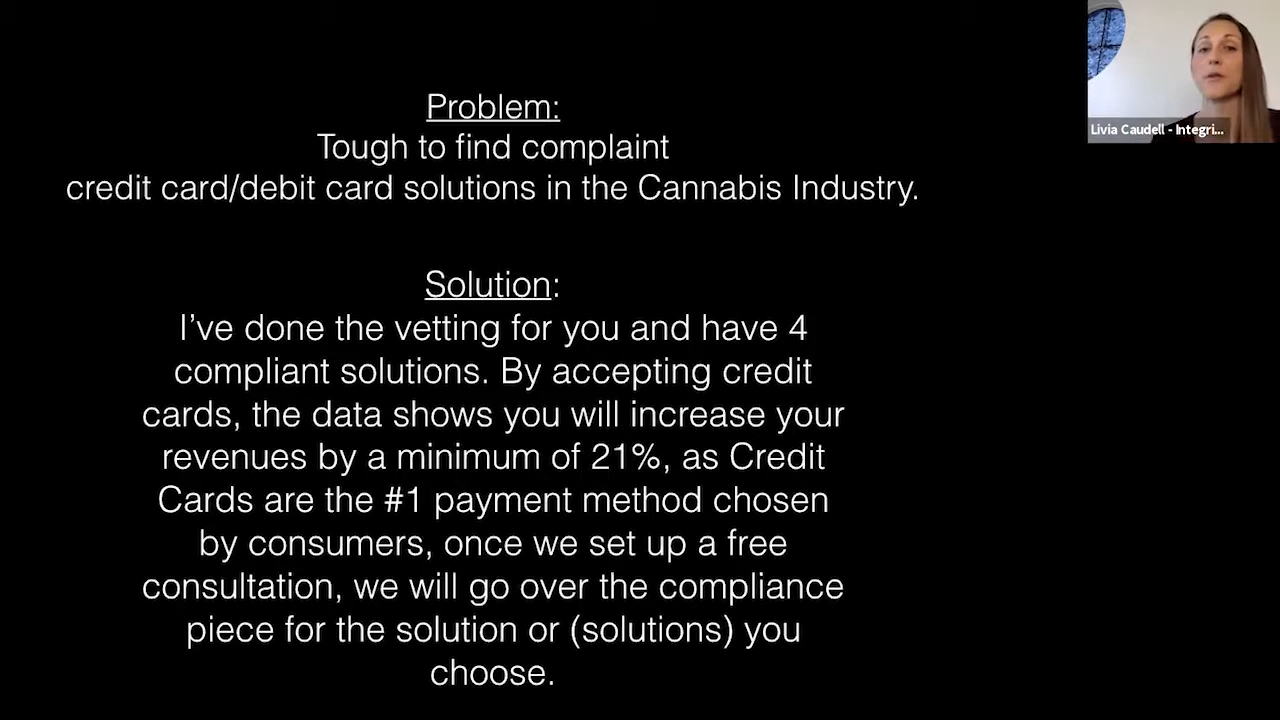 Problem:
Tough to find complaint
credit card/debit card solutions in the Cannabis Industry.
Solution:
I've done the vetting for you and have 4
compliant solutions. By accepting credit
cards, the data shows you will increase your
revenues by a minimum of 21%, as Credit
Cards are the #1 payment method chosen
by consumers, once we set up a free
consultation, we will go over the compliance
piece for the solution or (solutions) you
choose.
Livia Caudell - Integri...